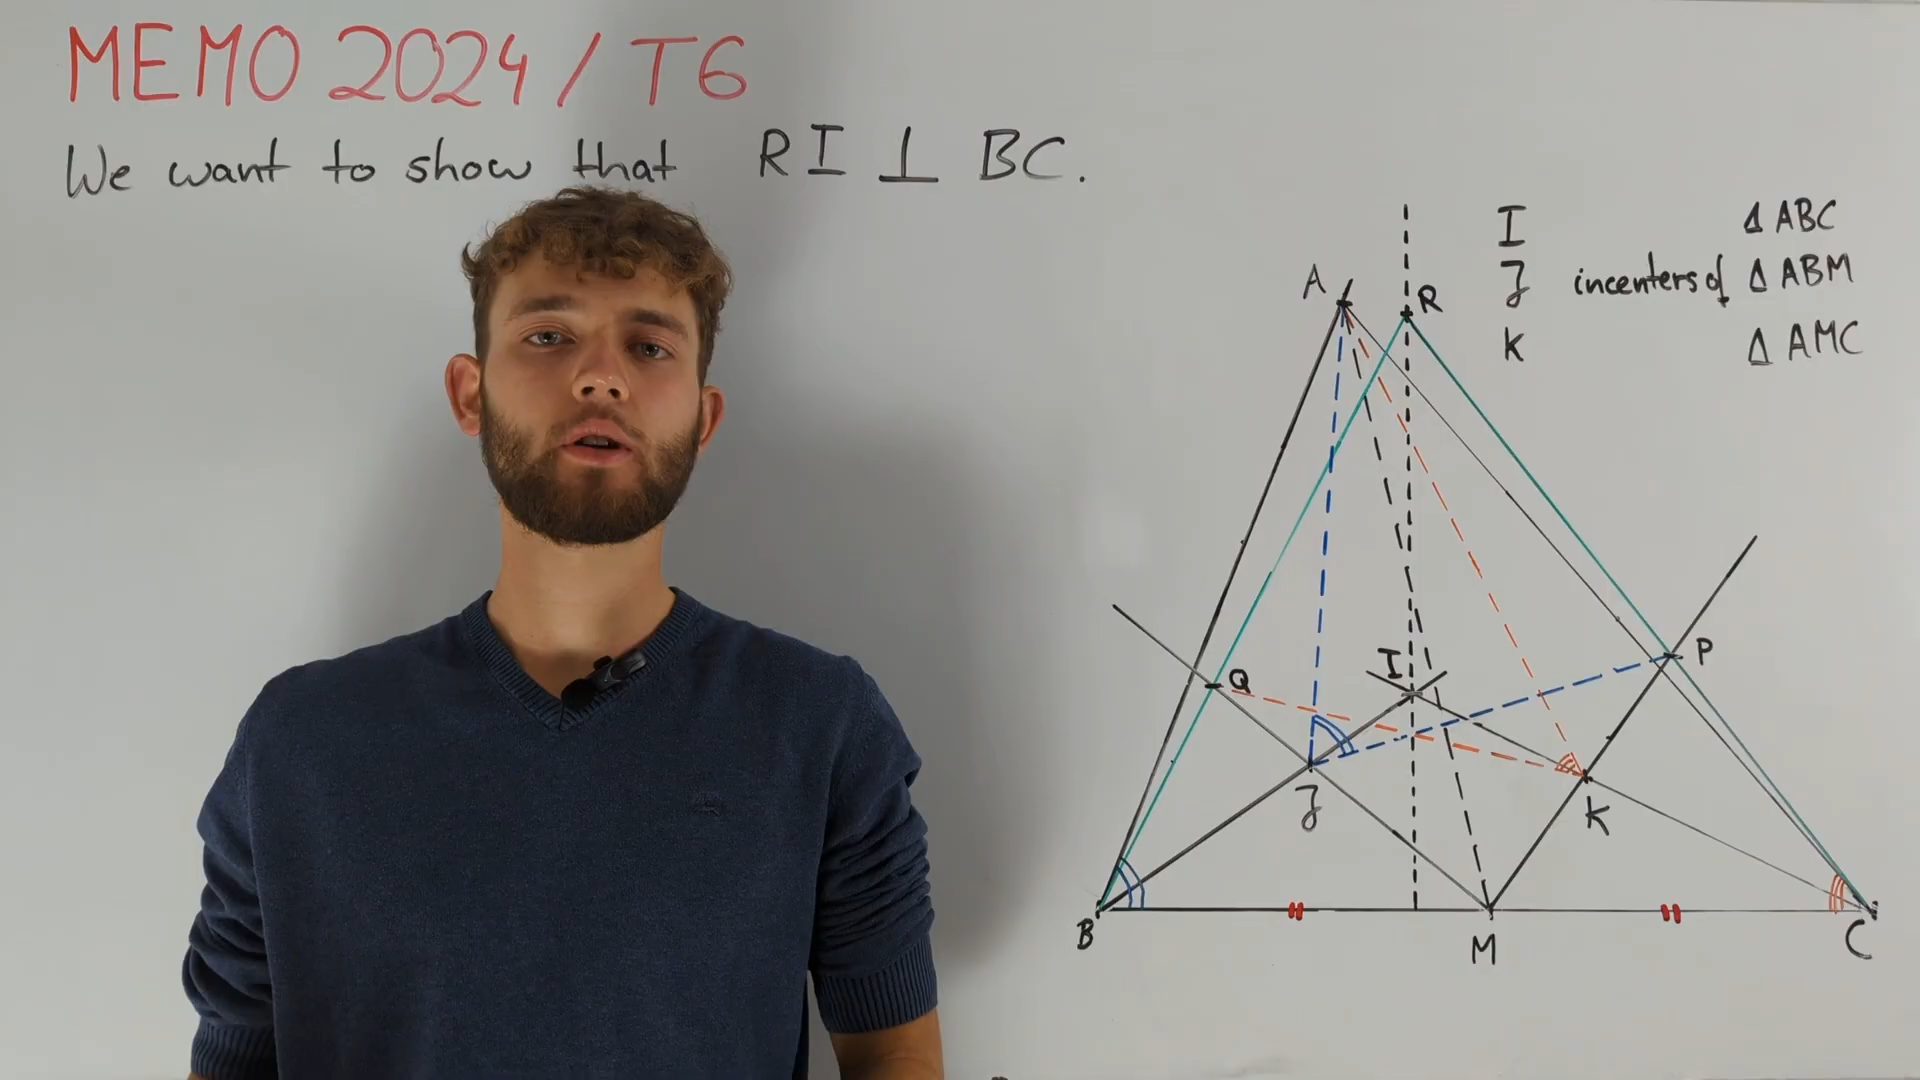 MEMO 2024 / T6
We want to show that RI ⊥ BC.
I Δ ABC
J incenters of Δ ABM
K Δ AMC
A
R
I
Q
P
J
K
B
M
C